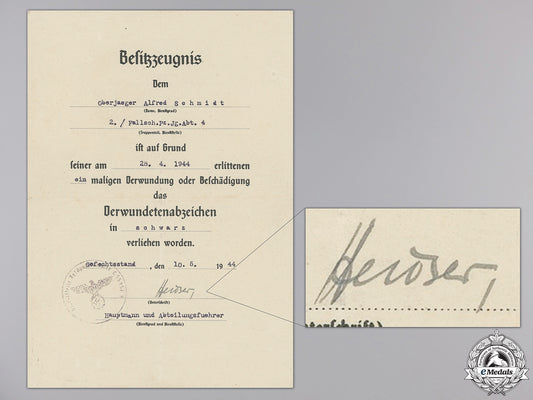 Besitzzeugnis
Dem
Oberjaeger Alfred Schmidt
(Name, Dienstgrad)
2./Fallsch.Pz.Jg.Abt. 4
(Truppenteil, Dienststelle)
ist auf Grund
seiner am 28. 4. 1944 erlittenen
ein maligen Verwundung oder Beschädigung
das
Verwundetenabzeichen
in schwarz
verliehen worden.
Gefechtsstand, den 10.5. 1944
(Unterschrift)
Hauptmann und Abteilungsfuehrer
(Dienstgrad und Dienststelle)
terschrift)
eMedals